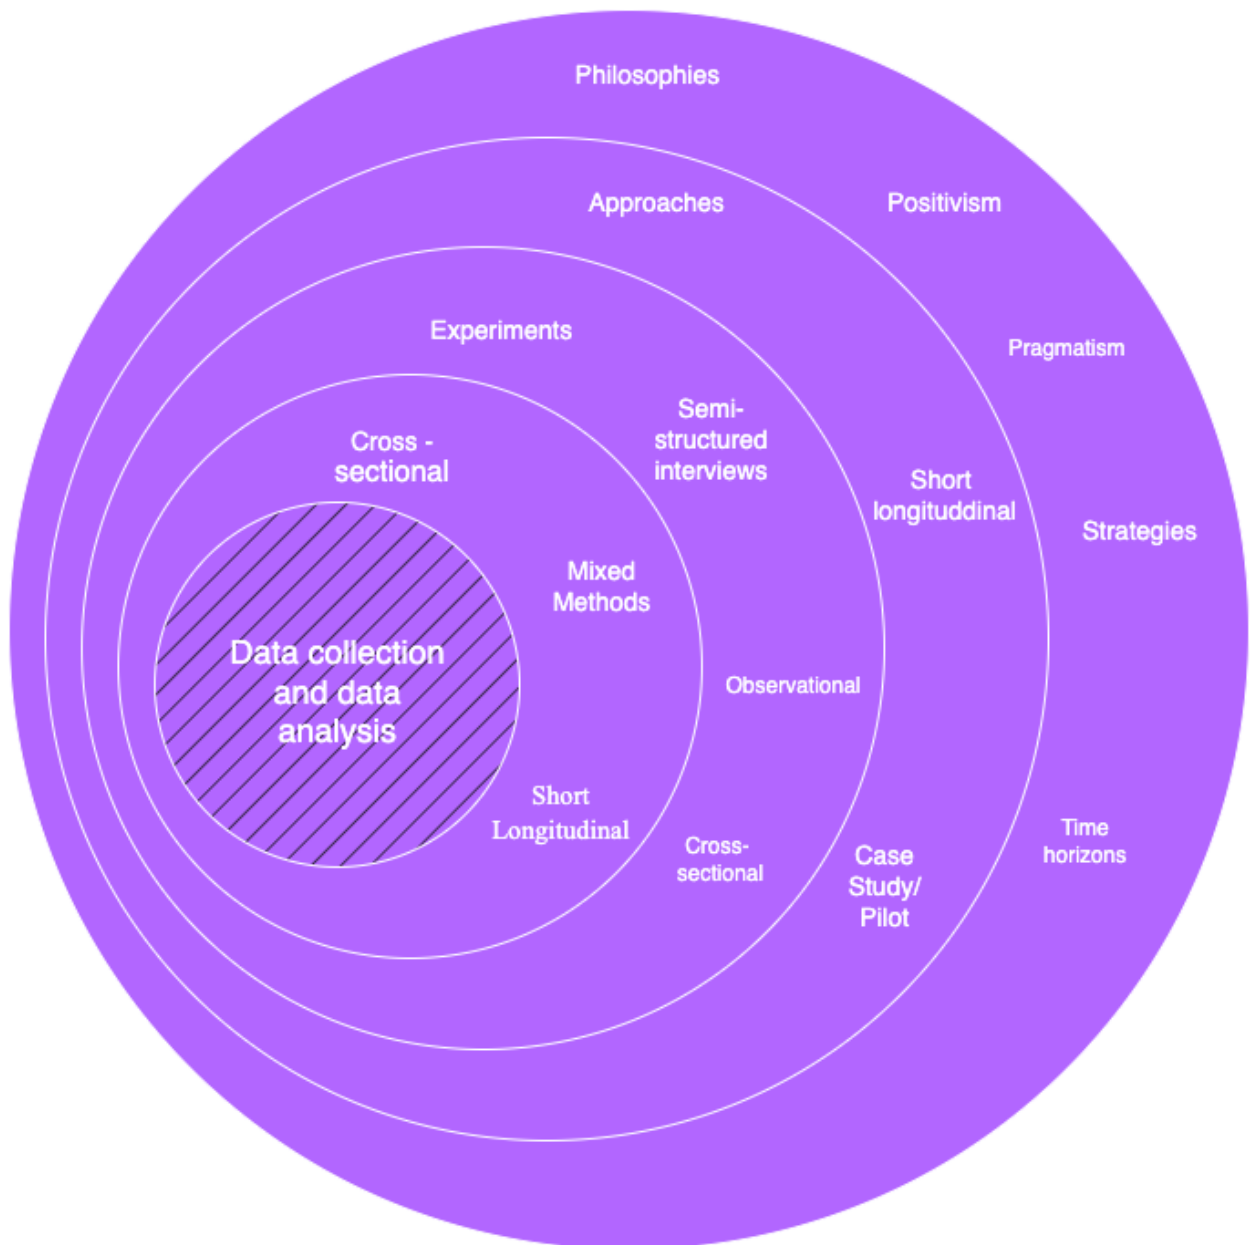 Philosophies
Approaches
Positivism
Experiments
Pragmatism
Cross -
sectional
Semi-
structured
interviews
Short
longituddinal
Strategies
Mixed
Methods
Data collection
and data
analysis
Observational
Short
Longitudinal
Cross-
sectional
Case
Study/
Pilot
Time
horizons